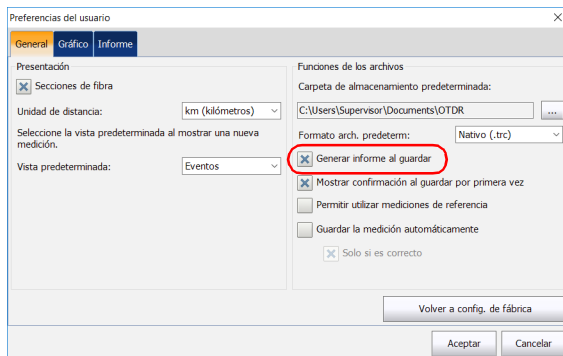 Preferencias del usuario
General Gráfico Informe
Presentación
Secciones de fibra
Unidad de distancia: km (kilómetros)
Seleccione la vista predeterminada al mostrar una nueva
medición.
Vista predeterminada: Eventos
Funciones de los archivos
Carpeta de almacenamiento predeterminada:
C:\Users\Supervisor\Documents\OTDR ...
Formato arch. predeterm: Nativo (.trc)
Generar informe al guardar
Mostrar confirmación al guardar por primera vez
Permitir utilizar mediciones de referencia
Guardar la medición automáticamente
Solo si es correcto
Volver a config. de fábrica
Aceptar Cancelar